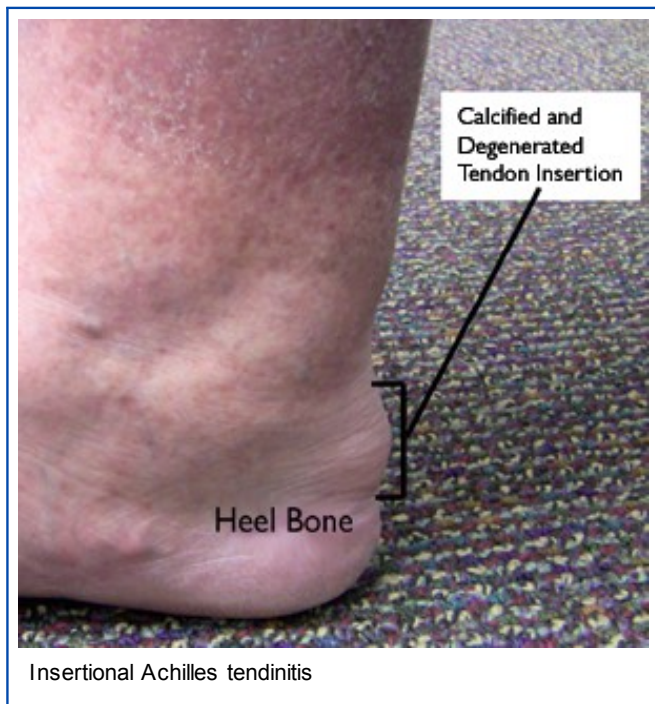 Calcified and
Degenerated
Tendon Insertion
Heel Bone
Insertional Achilles tendinitis